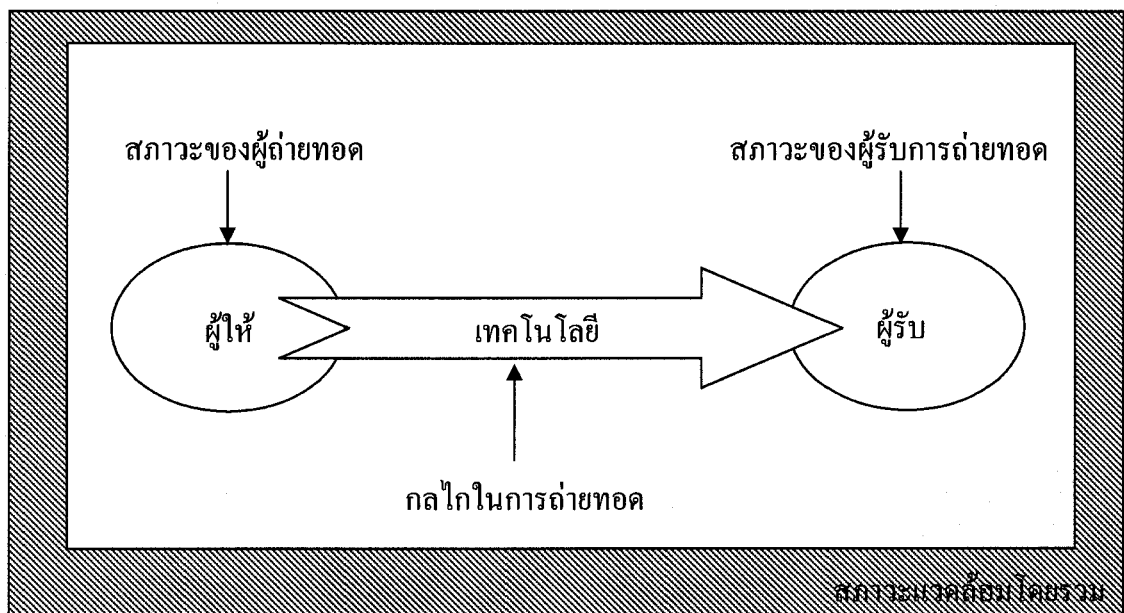 สภาวะของผู้ถ่ายทอด
สภาวะของผู้รับการถ่ายทอด
ผู้ให้
เทคโนโลยี
ผู้รับ
กลไกในการถ่ายทอด
สภาวะแวดล้อมโดยรวม